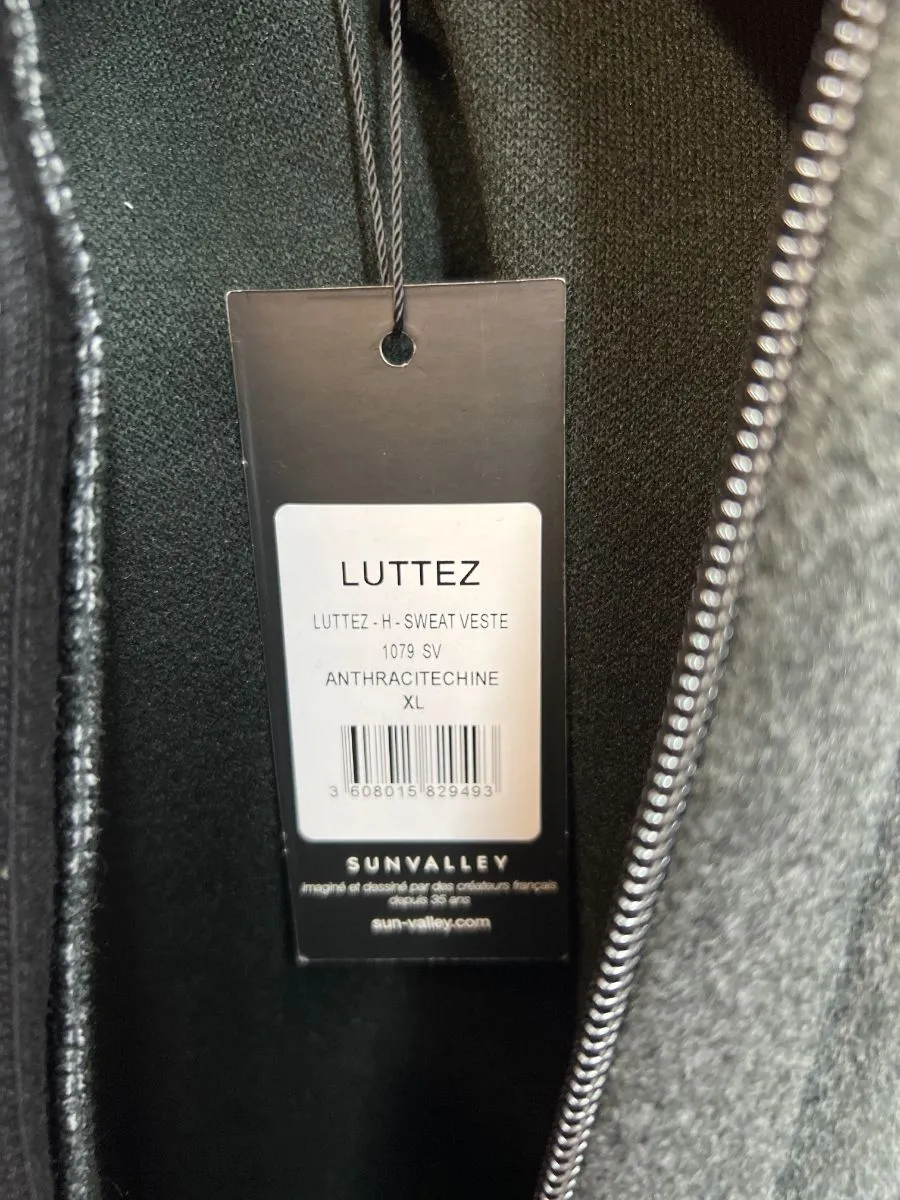 LUTTEZ
LUTTEZ - H - SWEAT VESTE
1079 SV
ANTHRACITECHINE
XL
3 608015 829493
SUNVALLEY
imaginé et dessiné par des créateurs français
depuis 35 ans
sun-valley.com